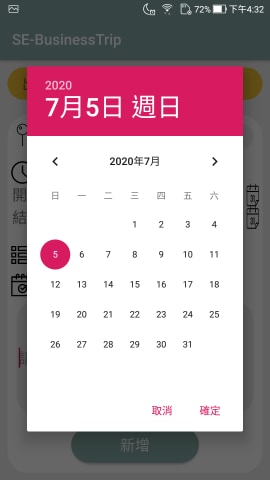 72% 下午4:32
SE-BusinessTrip
2020
7月5日 週日
2020年7月
日 一 二 三 四 五 六
1 2 3 4
5 6 7 8 9 10 11
12 13 14 15 16 17 18
19 20 21 22 23 24 25
26 27 28 29 30 31
開
結
取消 確定
新增